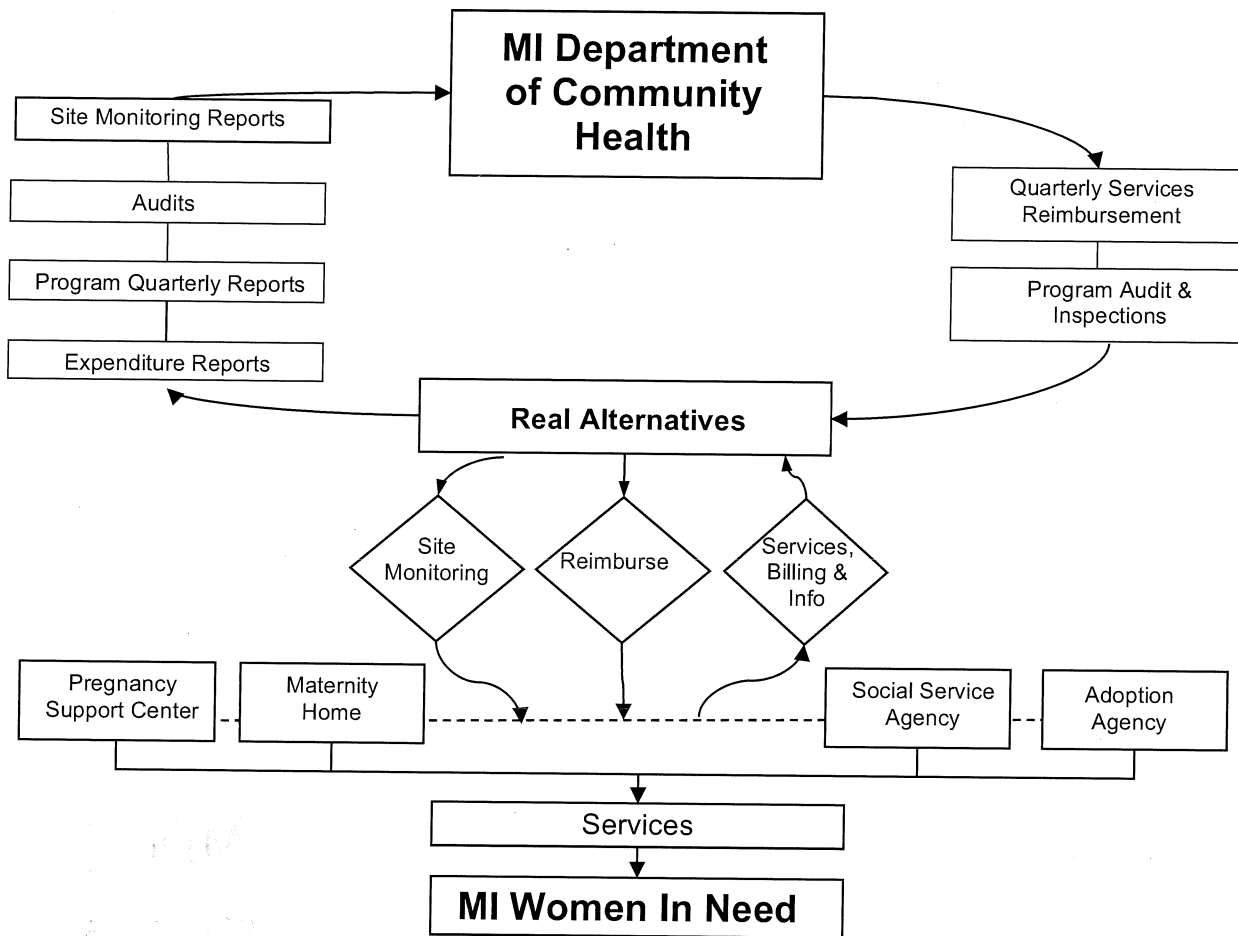 MI Department
of Community
Health
Site Monitoring Reports
Audits
Program Quarterly Reports
Expenditure Reports
Quarterly Services
Reimbursement
Program Audit &
Inspections
Real Alternatives
Site
Monitoring
Reimburse
Services,
Billing &
Info
Pregnancy
Support Center
Maternity
Home
Social Service
Agency
Adoption
Agency
Services
MI Women In Need